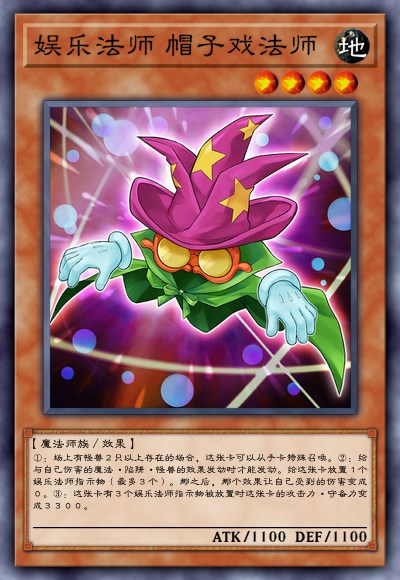 娱乐法师 帽子戏法师
地
【魔法师族／效果】
①：场上有怪兽２只以上存在的场合，这张卡可以从手卡特殊召唤。②：给
与自己伤害的魔法·陷阱·怪兽的效果发动时才能发动。给这张卡放置１个
娱乐法师指示物（最多３个）。那之后，那个效果让自己受到的伤害变成
０。③：这张卡有３个娱乐法师指示物被放置时这张卡的攻击力·守备力变
成３３００。
ATK/1100 DEF/1100